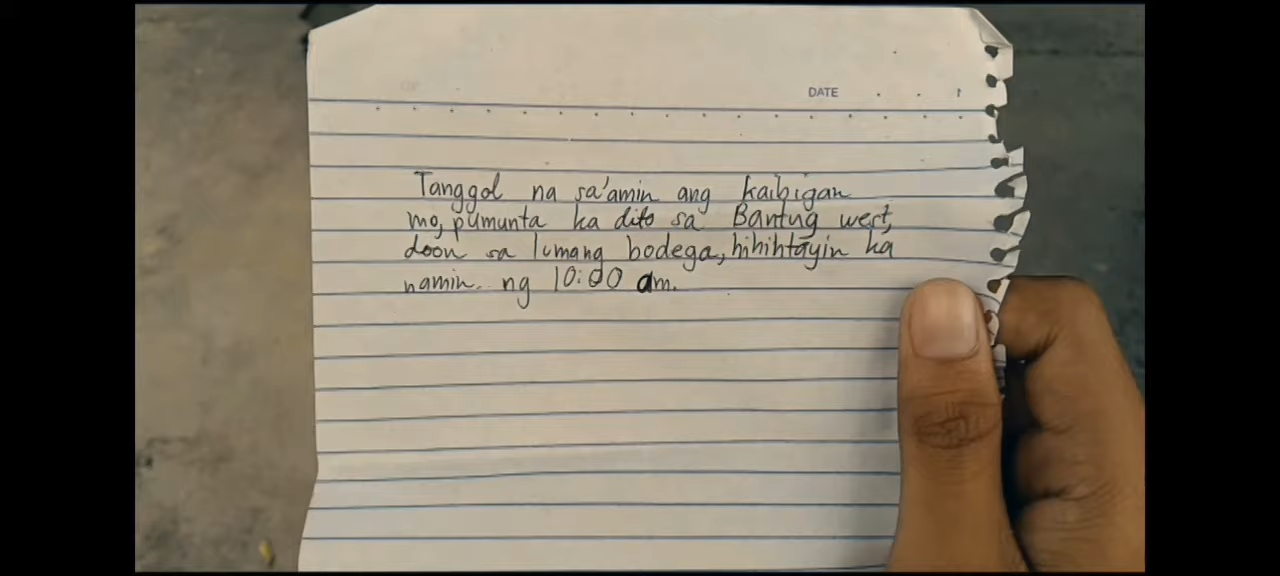 DATE
Tanggol na sa'amin ang kaibigan
mo, pumunta ka dito sa Bantug west,
doon sa lumang bodega, hihihtayin ka
namin. ng 10:00 am.